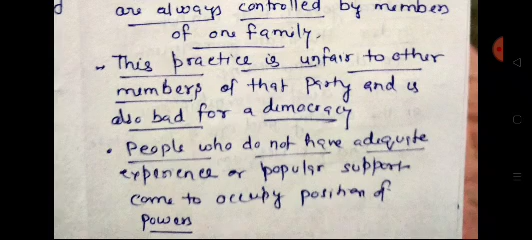 are always controlled by members
of one family.
- This practice is unfair to other
members of that party and is
also bad for a democracy
• People who do not have adequate
experience or popular support
come to occupy position of
powers